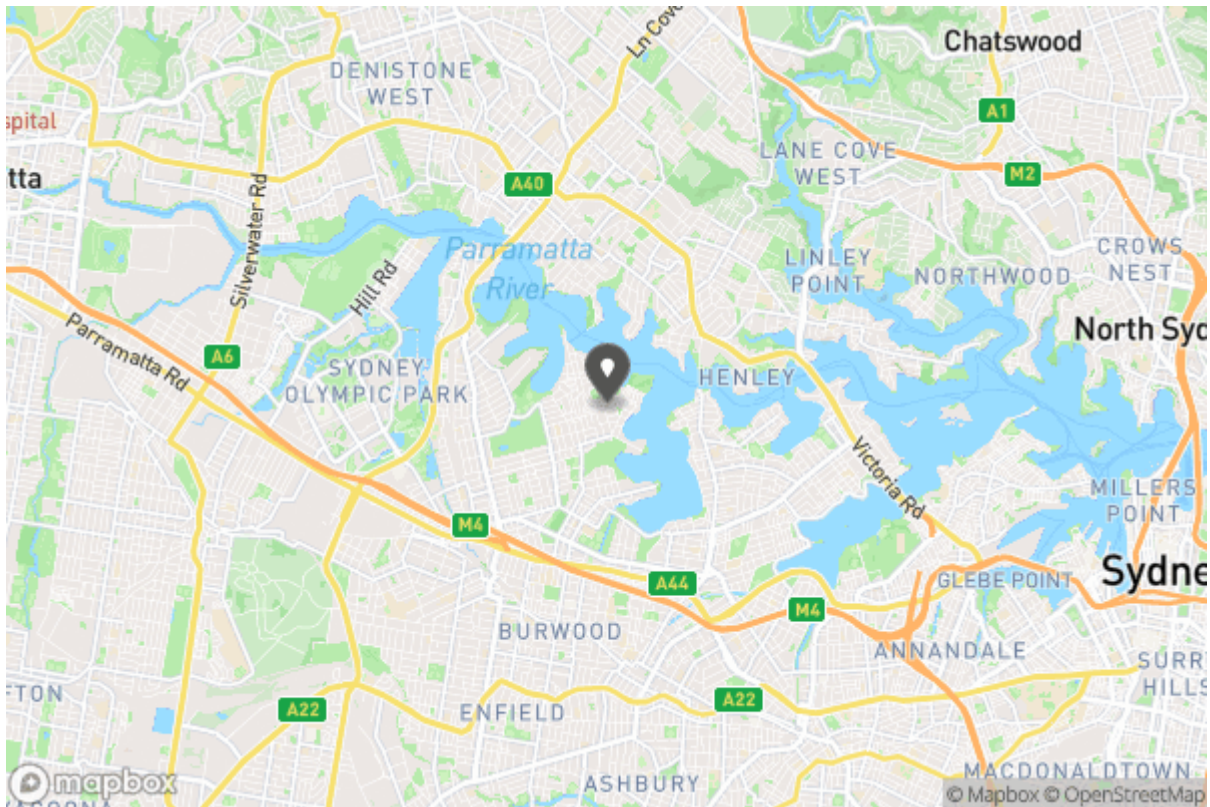 Ln Cove
Chatswood
DENISTONE
WEST
A1
spital
LANE COVE
WEST
M2
tta
A40
Silverwater Rd
Parramatta
River
Hill Rd
LINLEY
POINT
NORTHWOOD
CROWS
NEST
Parramatta Rd
A6
SYDNEY
OLYMPIC PARK
HENLEY
North Syd
Victoria Rd
MILLERS
POINT
M4
A44
M4
GLEBE POINT
Sydne
BURWOOD
ANNANDALE
SURR
HILLS
FTON
A22
ENFIELD
A22
ASHBURY
MACDONALDTOWN
mapbox
© Mapbox © OpenStreetMap